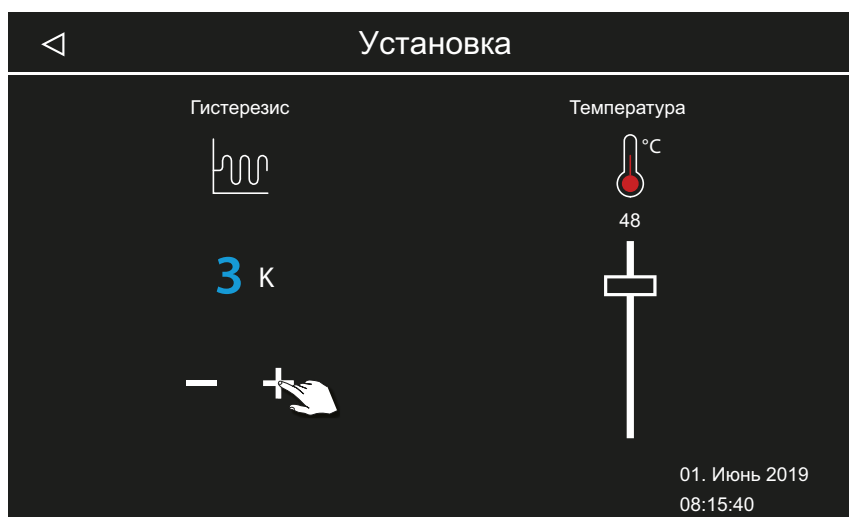 Установка
Гистерезис
Температура
°C
48
3 K
01. Июнь 2019
08:15:40